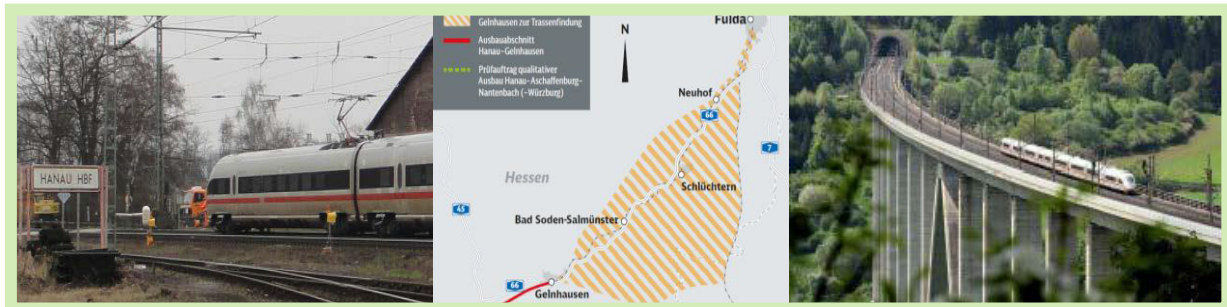 HANAU HBF
Gelnhausen zur Trassenfindung
Ausbauabschnitt
Hanau–Gelnhausen
Prüfauftrag qualitativer
Ausbau Hanau–Aschaffenburg–
Nantenbach (–Würzburg)
N
Fulda
Neuhof
66
7
Hessen
Schlüchtern
45
Bad Soden-Salmünster
66
Gelnhausen